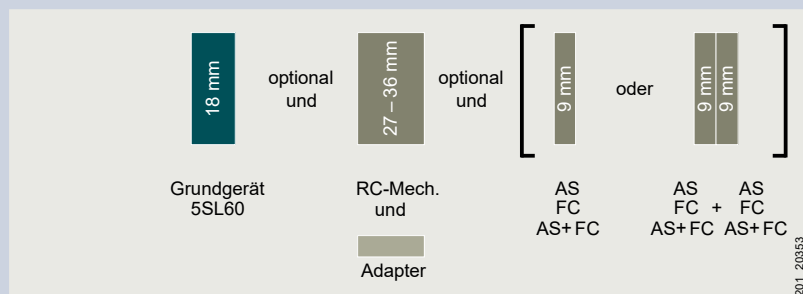 18 mm
optional
und
27 – 36 mm
optional
und
9 mm
oder
9 mm
9 mm
Grundgerät
5SL60
RC-Mech.
und
Adapter
AS
FC
AS+FC
AS AS
FC + FC
AS+FC AS+FC
201_20353